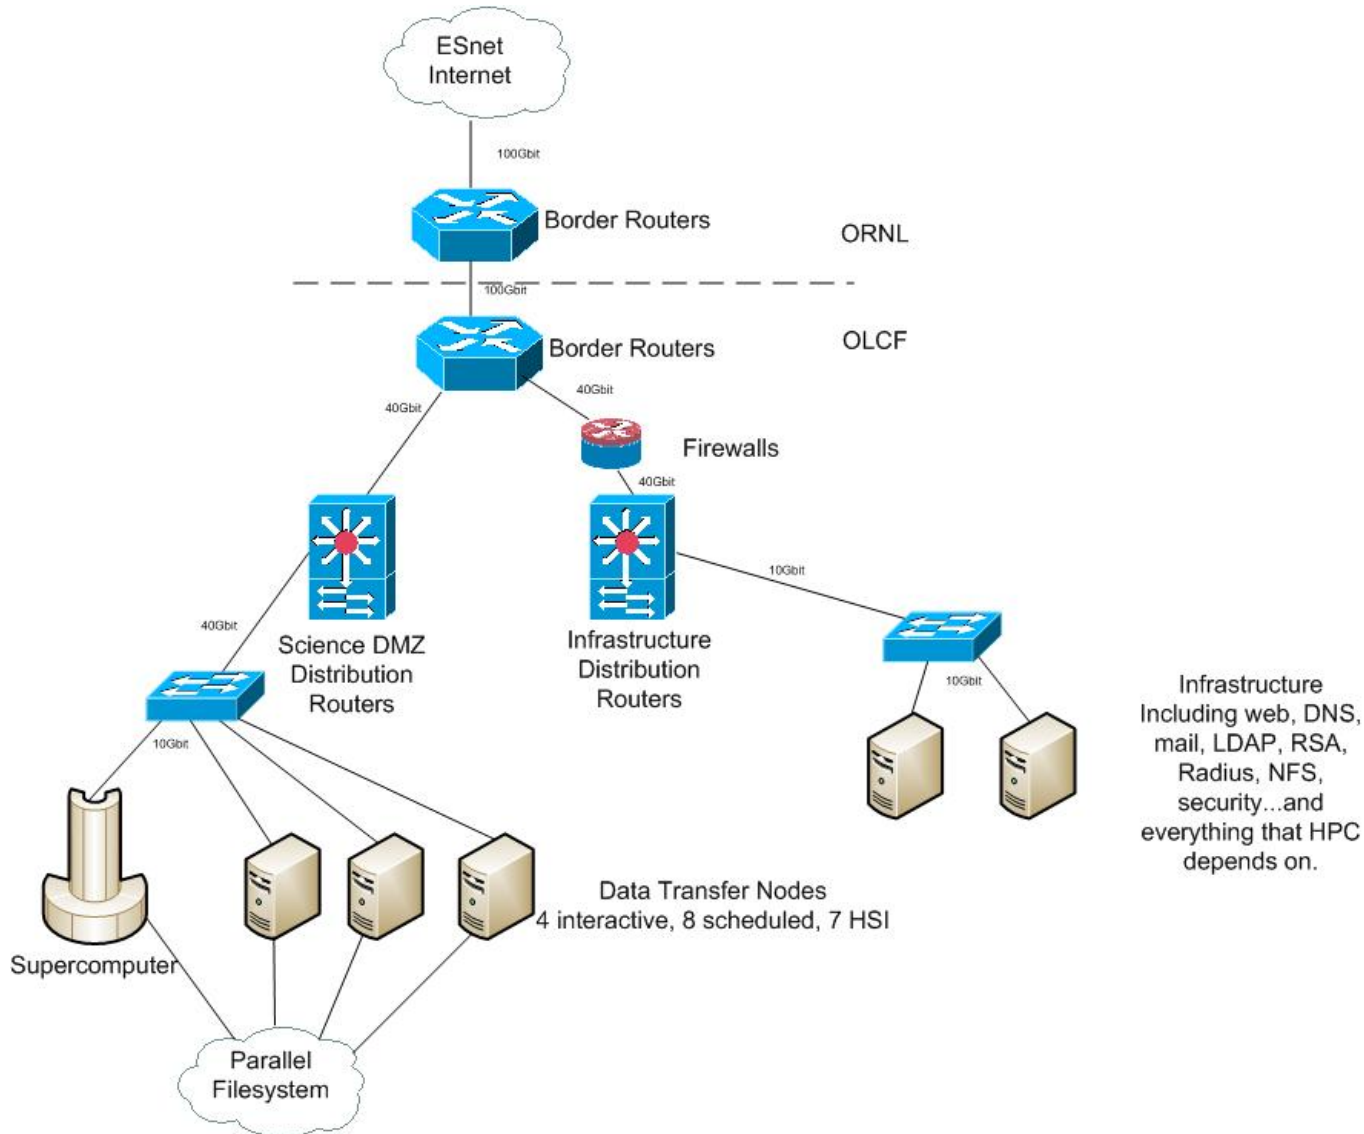 ESnet
Internet
100Gbit
Border Routers
ORNL
100Gbit
Border Routers
OLCF
40Gbit
40Gbit
Firewalls
40Gbit
10Gbit
40Gbit
Science DMZ
Distribution
Routers
Infrastructure
Distribution
Routers
10Gbit
10Gbit
Infrastructure
Including web, DNS,
mail, LDAP, RSA,
Radius, NFS,
security...and
everything that HPC
depends on.
Data Transfer Nodes
4 interactive, 8 scheduled, 7 HSI
Supercomputer
Parallel
Filesystem